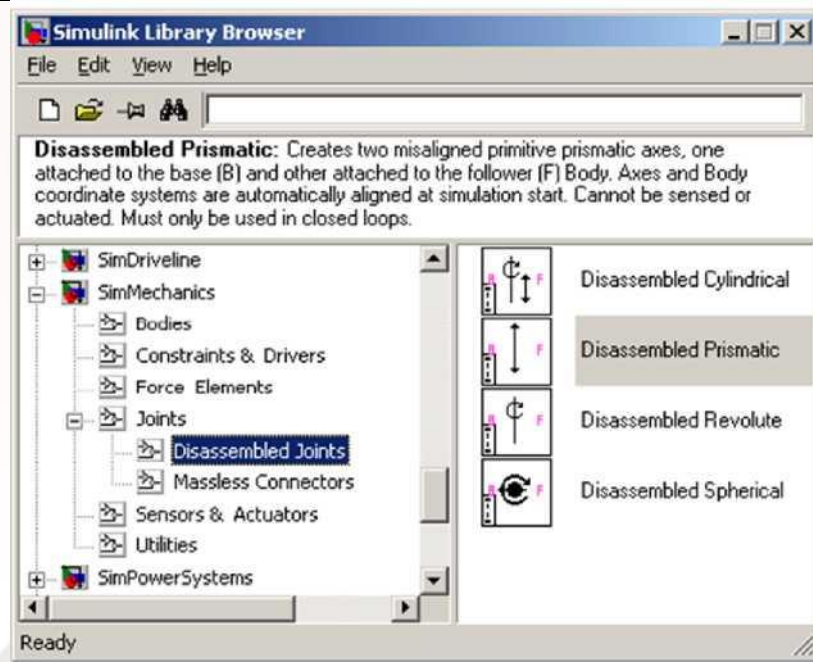 Simulink Library Browser
File Edit View Help
Disassembled Prismatic: Creates two misaligned primitive prismatic axes, one
attached to the base (B) and other attached to the follower (F) Body. Axes and Body
coordinate systems are automatically aligned at simulation start. Cannot be sensed or
actuated. Must only be used in closed loops.
SimDriveline
SimMechanics
Bodies
Constraints & Drivers
Force Elements
Joints
Disassembled Joints
Massless Connectors
Sensors & Actuators
Utilities
SimPowerSystems
B F Disassembled Cylindrical
B F Disassembled Prismatic
B F Disassembled Revolute
B F Disassembled Spherical
Ready